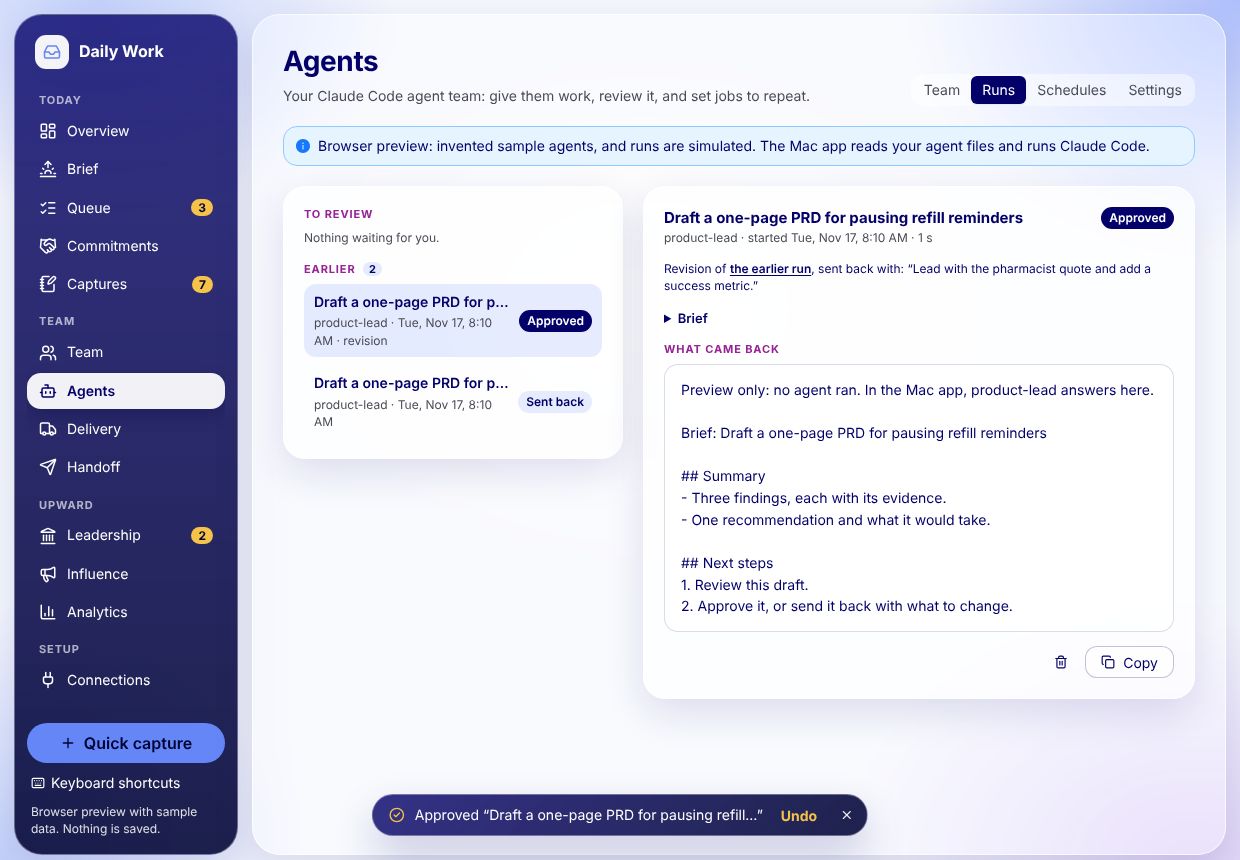 Daily Work
TODAY
Overview
Brief
Queue 3
Commitments
Captures 7
TEAM
Team
Agents
Delivery
Handoff
UPWARD
Leadership 2
Influence
Analytics
SETUP
Connections
Quick capture
Keyboard shortcuts
Browser preview with sample
data. Nothing is saved.
Agents
Your Claude Code agent team: give them work, review it, and set jobs to repeat.
Team Runs Schedules Settings
Browser preview: invented sample agents, and runs are simulated. The Mac app reads your agent files and runs Claude Code.
TO REVIEW
Nothing waiting for you.
EARLIER 2
Draft a one-page PRD for p…
product-lead · Tue, Nov 17, 8:10
AM · revision
Approved
Draft a one-page PRD for p…
product-lead · Tue, Nov 17, 8:10
AM
Sent back
Draft a one-page PRD for pausing refill reminders
Approved
product-lead · started Tue, Nov 17, 8:10 AM · 1 s
Revision of the earlier run, sent back with: “Lead with the pharmacist quote and add a
success metric.”
Brief
WHAT CAME BACK
Preview only: no agent ran. In the Mac app, product-lead answers here.
Brief: Draft a one-page PRD for pausing refill reminders
## Summary
- Three findings, each with its evidence.
- One recommendation and what it would take.
## Next steps
1. Review this draft.
2. Approve it, or send it back with what to change.
Copy
Approved “Draft a one-page PRD for pausing refill…” Undo